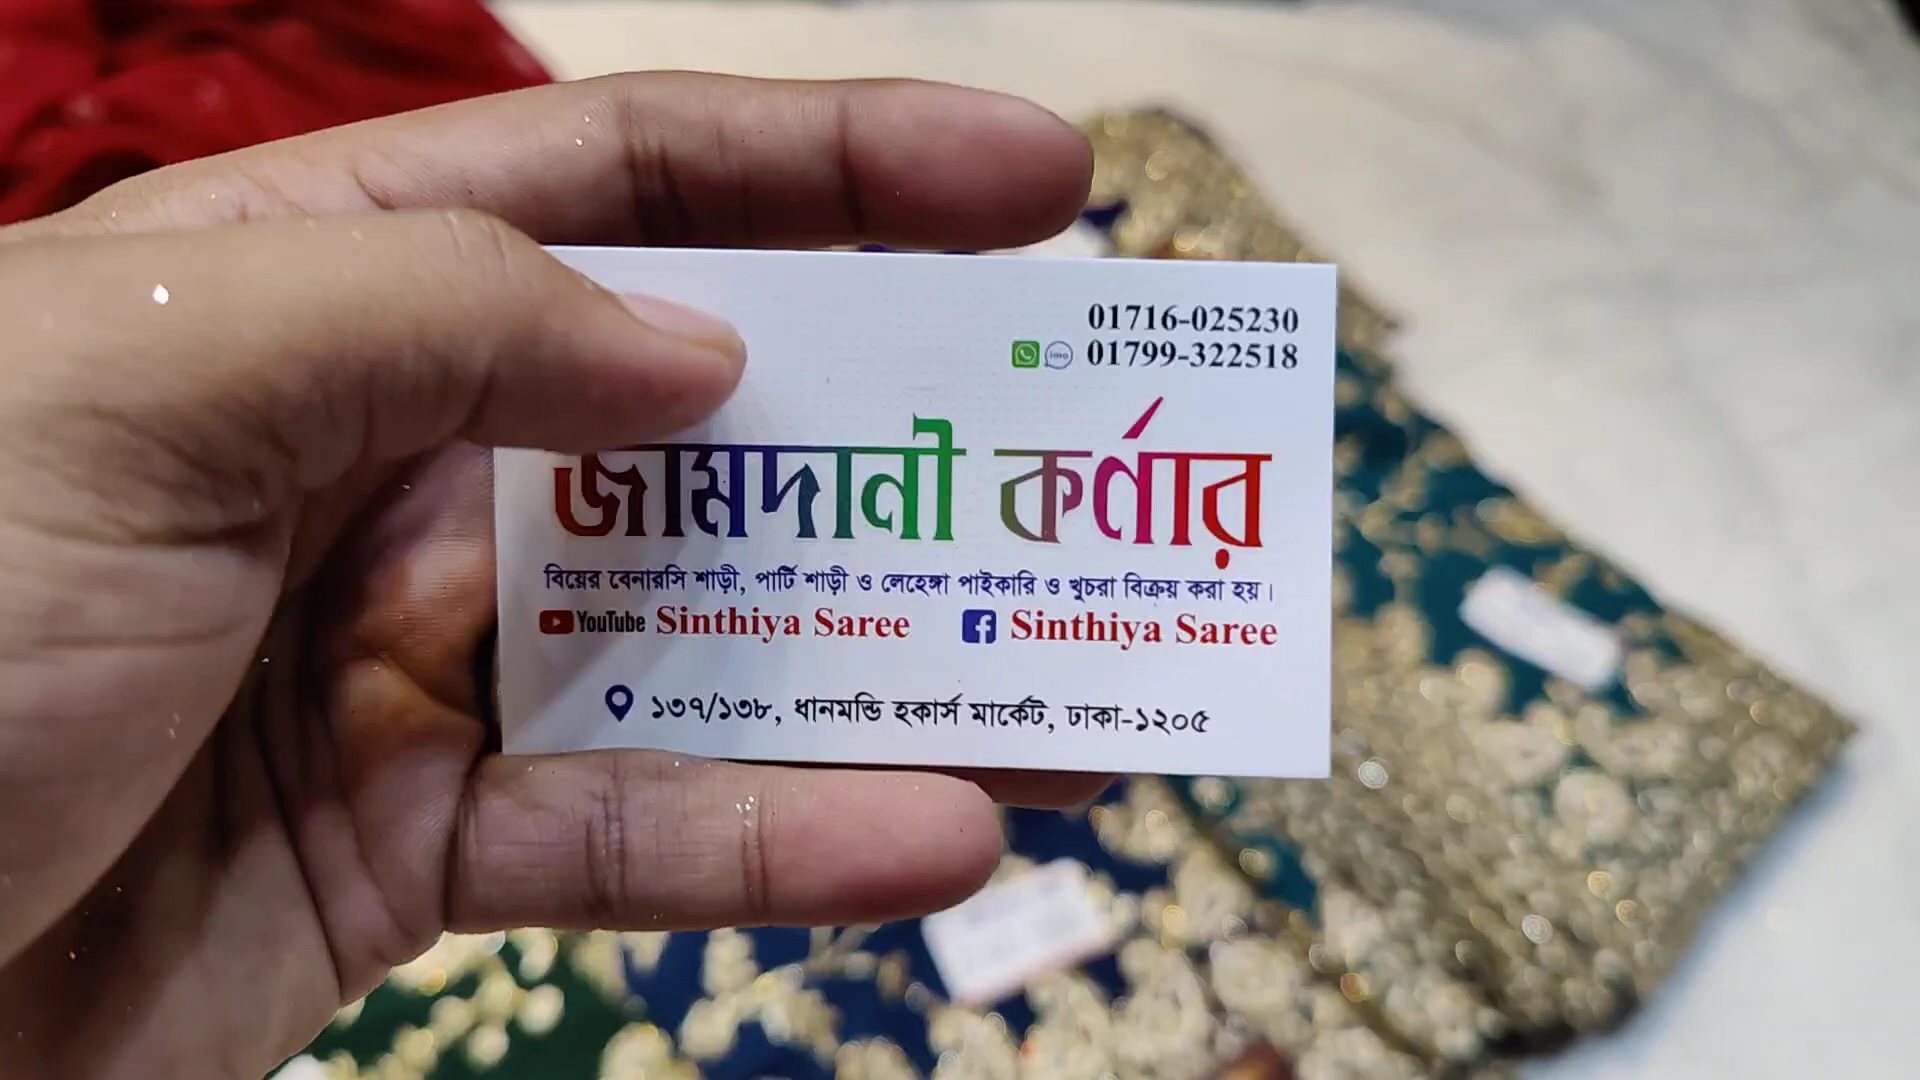 01716-025230
01799-322518
জামদানী কর্ণার
বিয়ের বেনারসি শাড়ী, পার্টি শাড়ী ও লেহেঙ্গা পাইকারি ও খুচরা বিক্রয় করা হয়।
YouTube Sinthiya Saree Sinthiya Saree
১৩৭/১৩৮, ধানমন্ডি হকার্স মার্কেট, ঢাকা-১২০৫